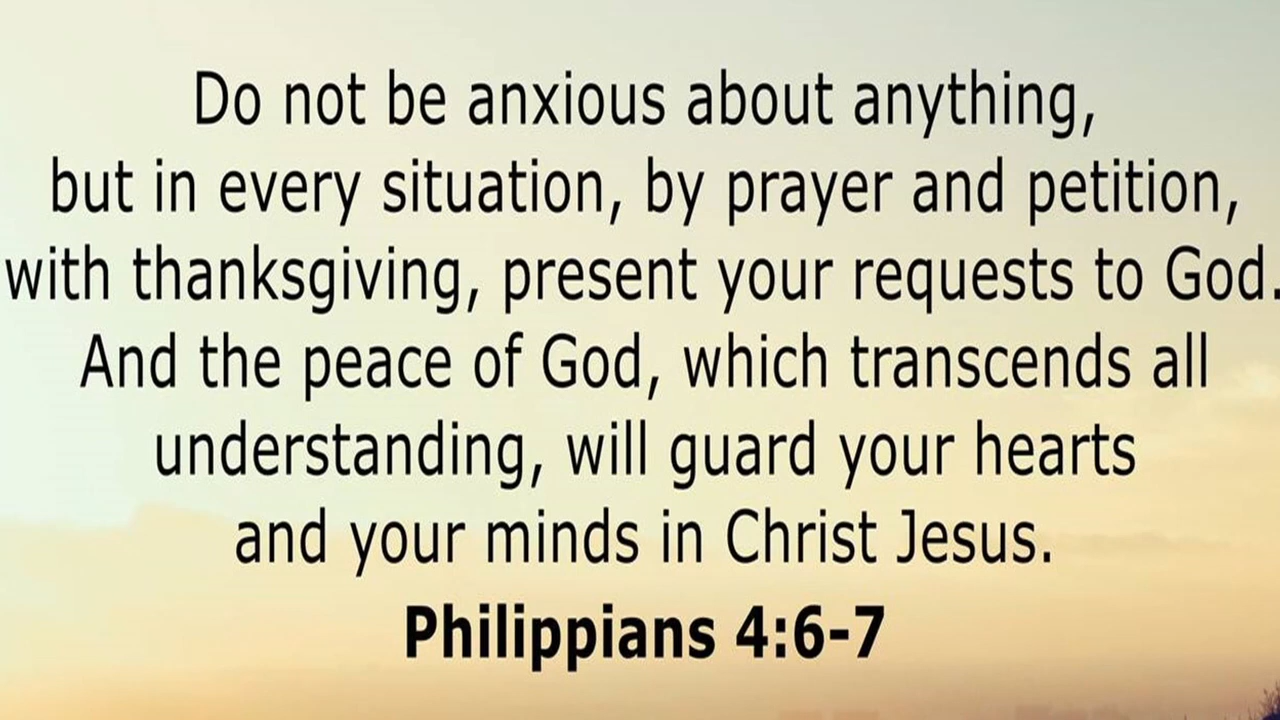 Do not be anxious about anything,
but in every situation, by prayer and petition,
with thanksgiving, present your requests to God.
And the peace of God, which transcends all
understanding, will guard your hearts
and your minds in Christ Jesus.
Philippians 4:6-7